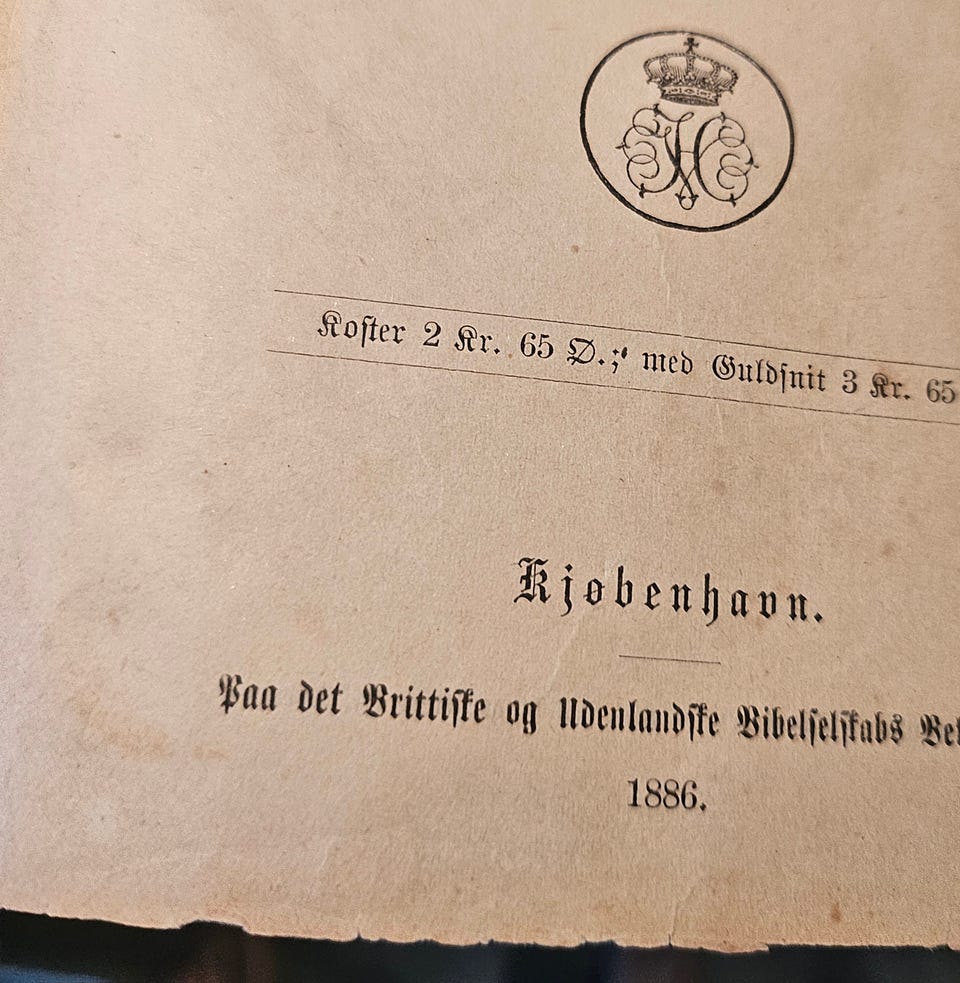 Koster 2 Kr. 65 Ø.; med Guldsnit 3 Kr. 65
Kjøbenhavn.
Paa det Brittiske og Udenlandske Bibelselskabs
1886.